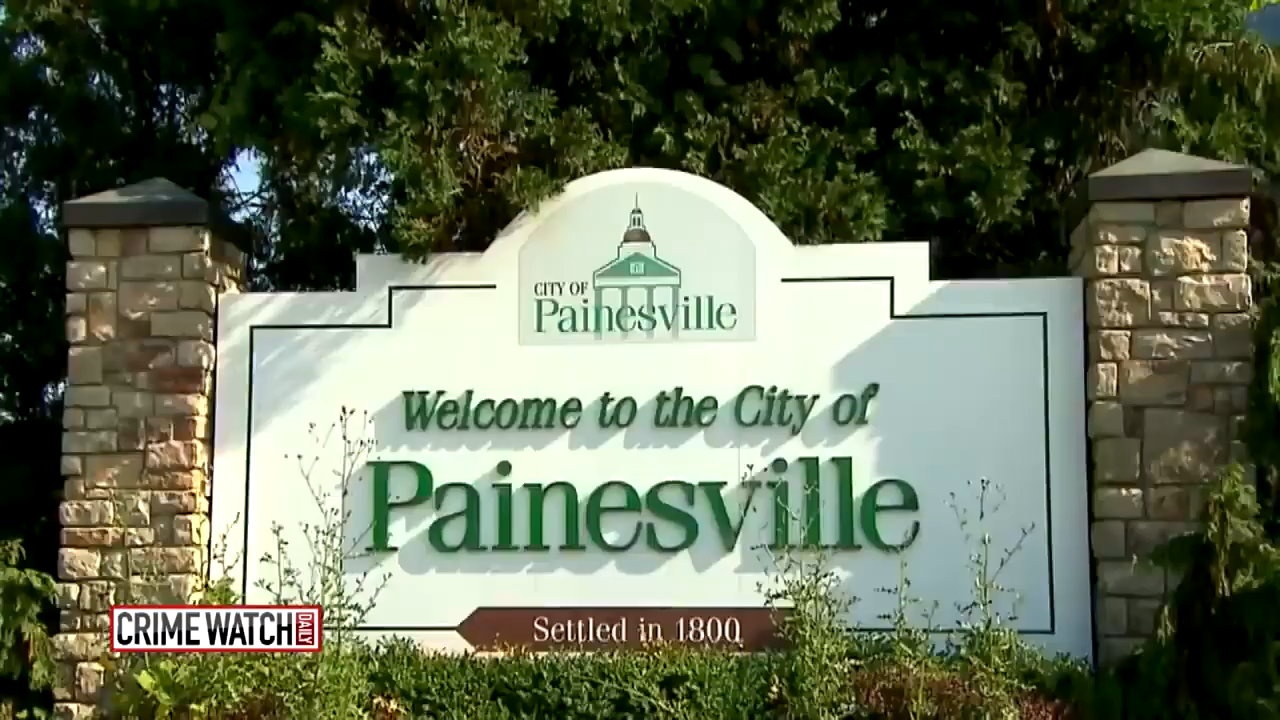 CITY OF
Painesville
Welcome to the City of
Painesville
Settled in 1800
CRIME WATCH DAILY